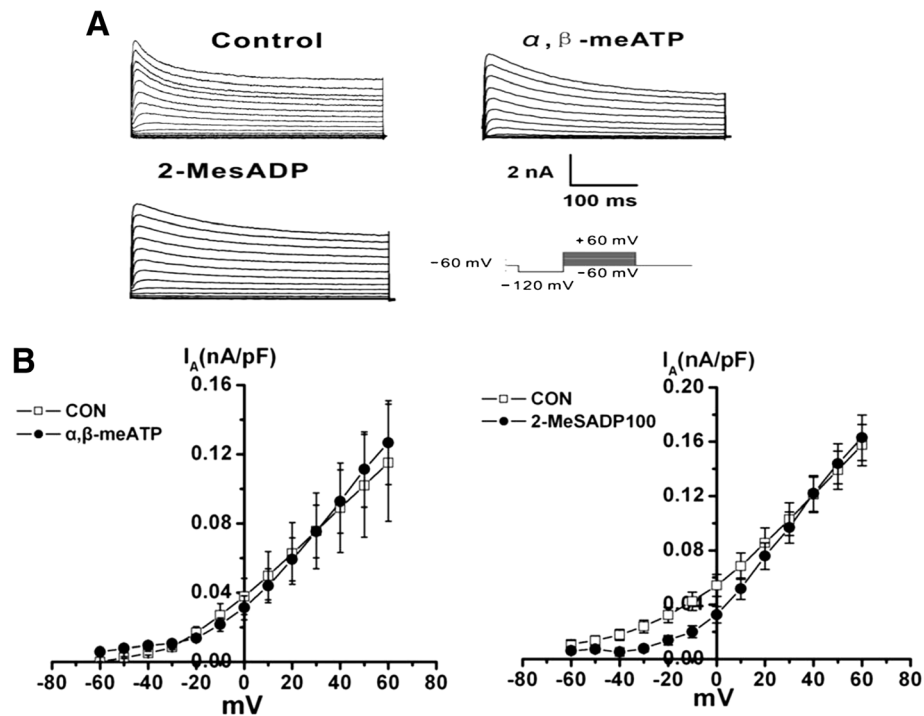 A
Control
α, β-meATP
2-MesADP
2 nA
100 ms
+60 mV
−60 mV
−60 mV
−120 mV
B
IA(nA/pF)
CON
α,β-meATP
0.16
0.12
0.08
0.04
0.00
-80 -60 -40 -20 0 20 40 60 80
mV
IA(nA/pF)
CON
2-MeSADP100
0.20
0.16
0.12
0.08
0.04
0.00
-80 -60 -40 -20 0 20 40 60 80
mV